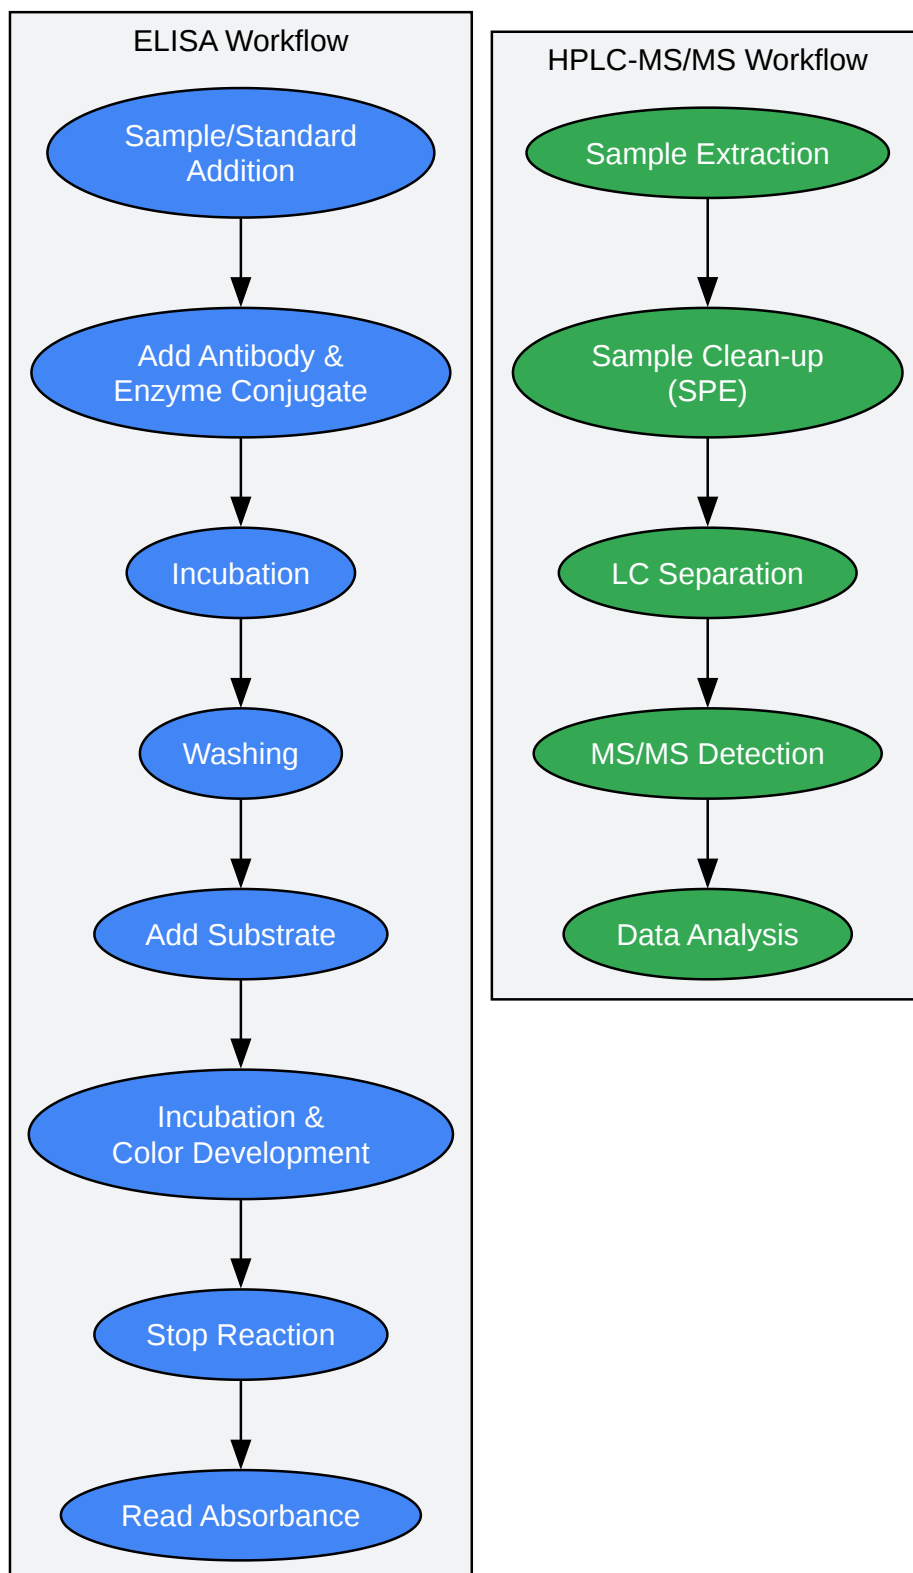 ELISA Workflow
Sample/Standard
Addition
Add Antibody &
Enzyme Conjugate
Incubation
Washing
Add Substrate
Incubation &
Color Development
Stop Reaction
Read Absorbance
HPLC-MS/MS Workflow
Sample Extraction
Sample Clean-up
(SPE)
LC Separation
MS/MS Detection
Data Analysis